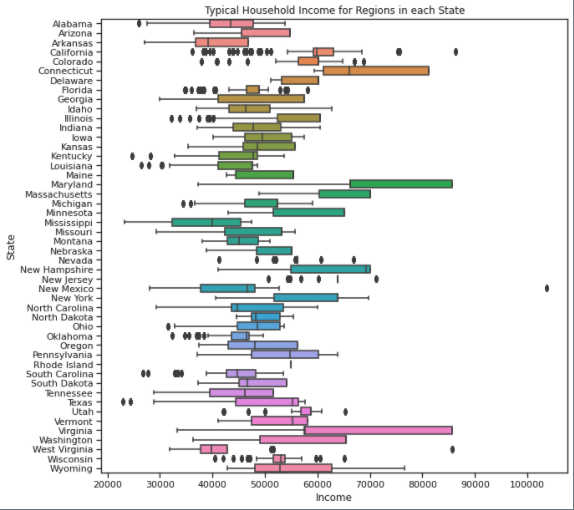 Typical Household Income for Regions in each State
Alabama
Arizona
Arkansas
California
Colorado
Connecticut
Delaware
Florida
Georgia
Idaho
Illinois
Indiana
Iowa
Kansas
Kentucky
Louisiana
Maine
Maryland
Massachusetts
Michigan
Minnesota
Mississippi
Missouri
Montana
Nebraska
Nevada
New Hampshire
New Jersey
New Mexico
New York
North Carolina
North Dakota
Ohio
Oklahoma
Oregon
Pennsylvania
Rhode Island
South Carolina
South Dakota
Tennessee
Texas
Utah
Vermont
Virginia
Washington
West Virginia
Wisconsin
Wyoming
State
20000 30000 40000 50000 60000 70000 80000 90000 100000
Income